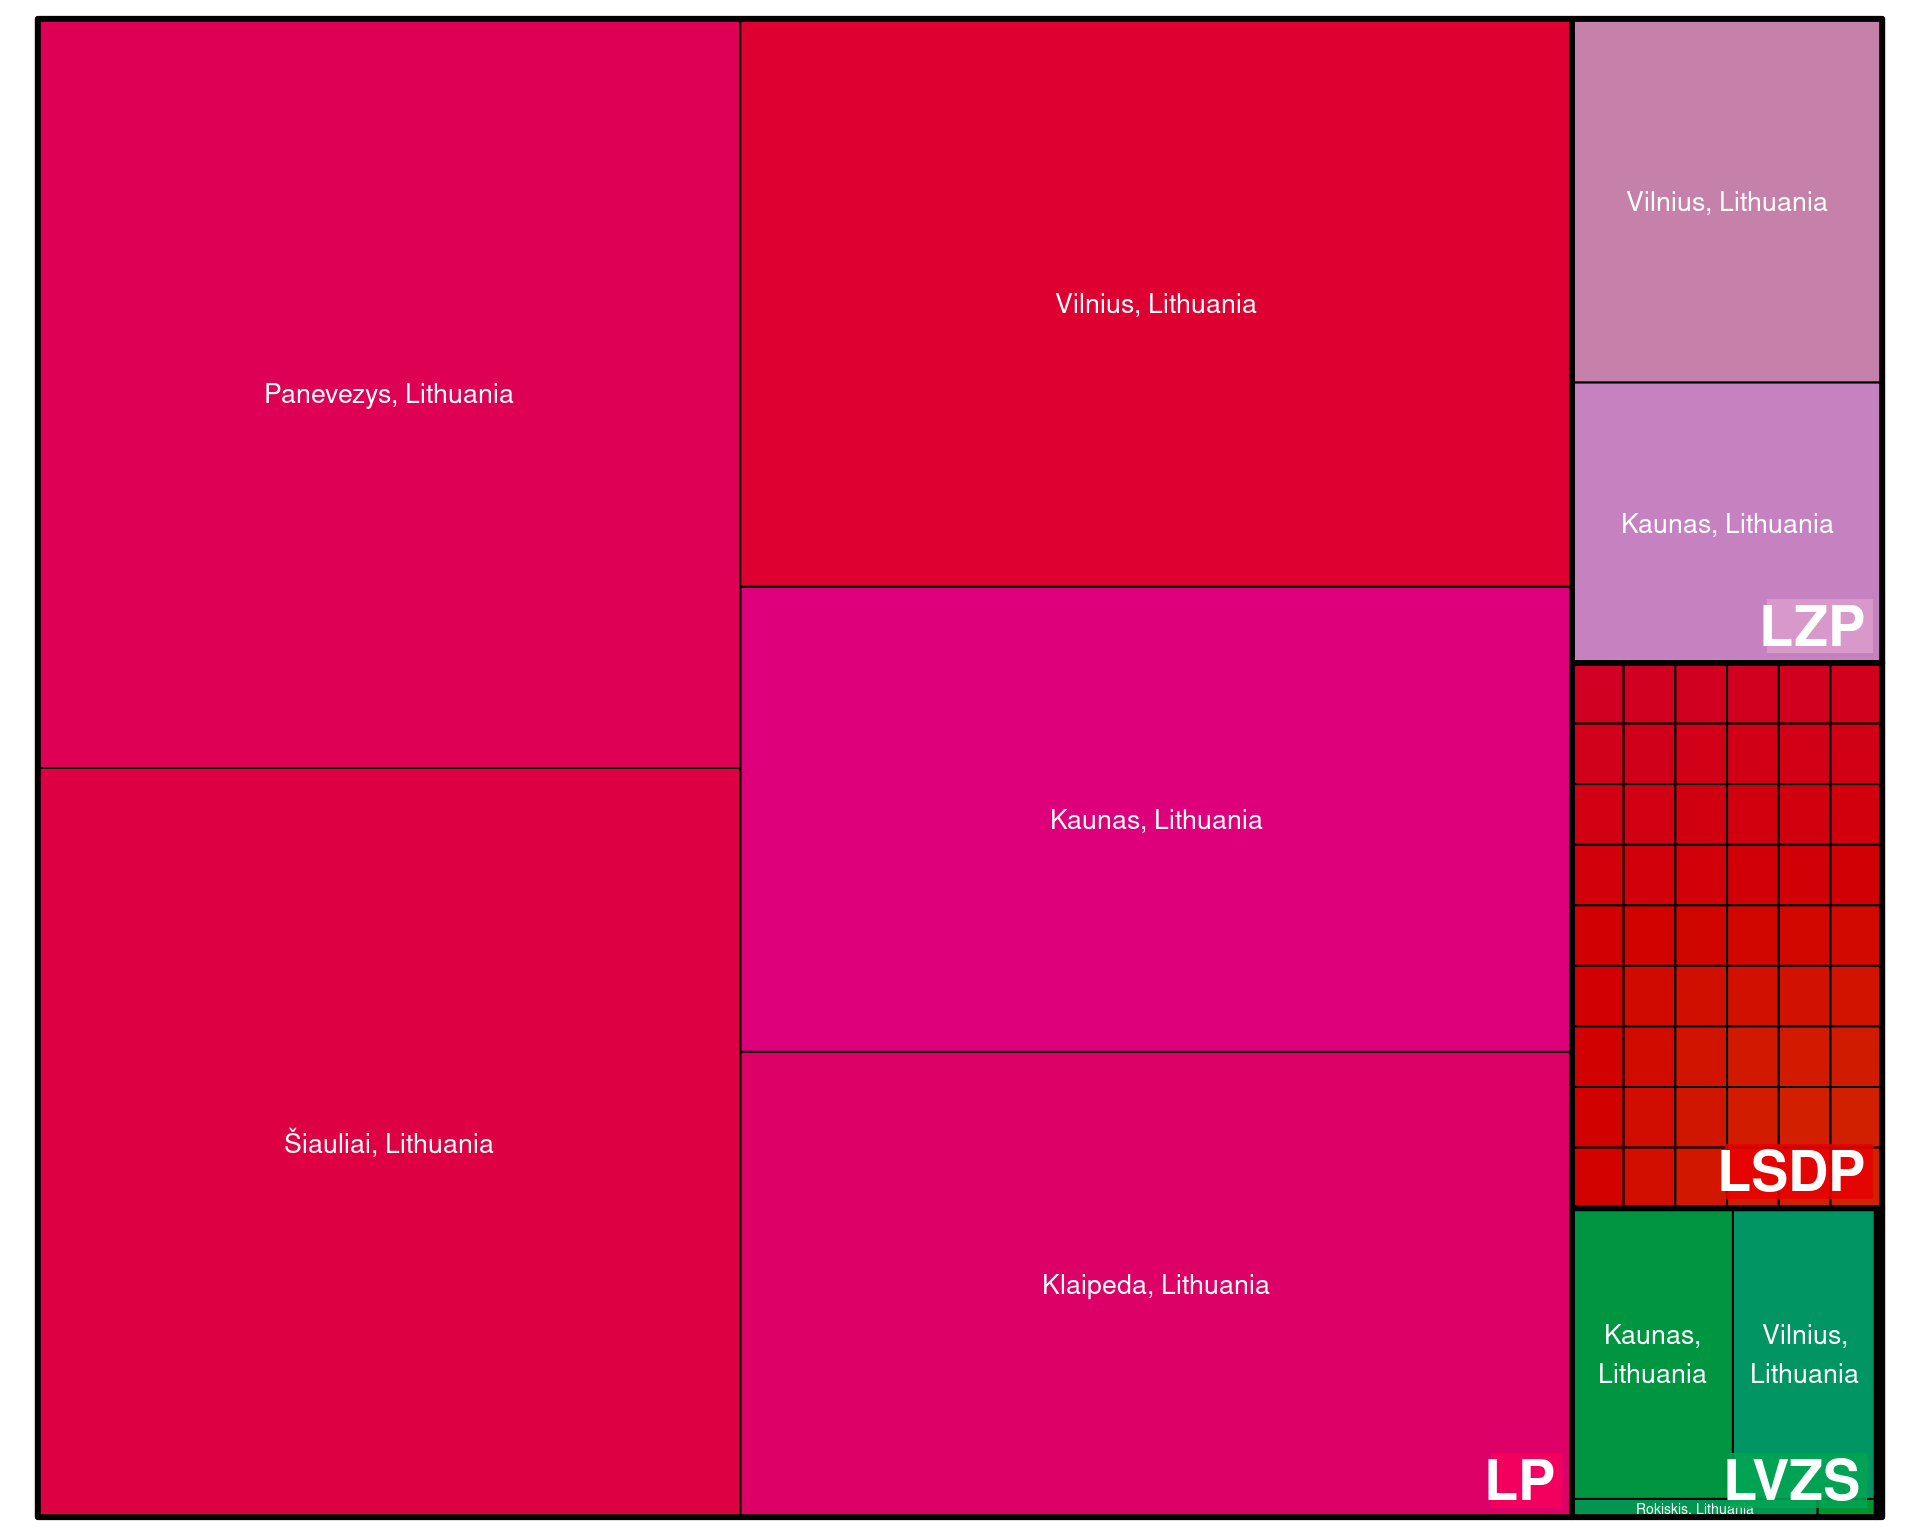 Panevezys, Lithuania
Šiauliai, Lithuania
Vilnius, Lithuania
Kaunas, Lithuania
Klaipeda, Lithuania
LP
Vilnius, Lithuania
Kaunas, Lithuania
LZP
LSDP
Kaunas,
Lithuania
Vilnius,
Lithuania
LVZS
Rokiskis, Lithuania